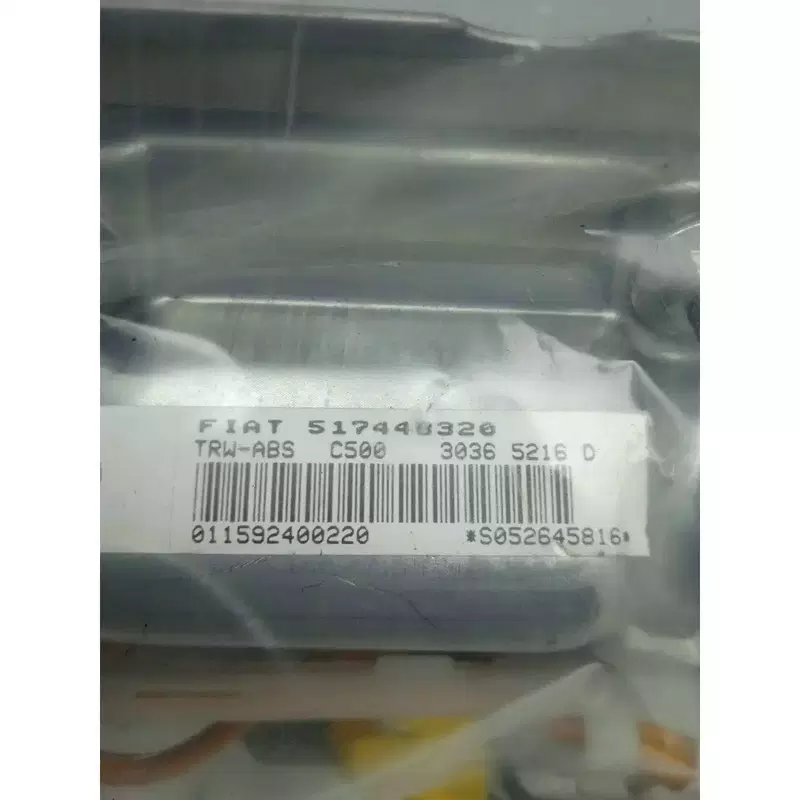 FIAT 517440320
TRW-ABS C500 3036 5216 D
011592400220 *S052645816*